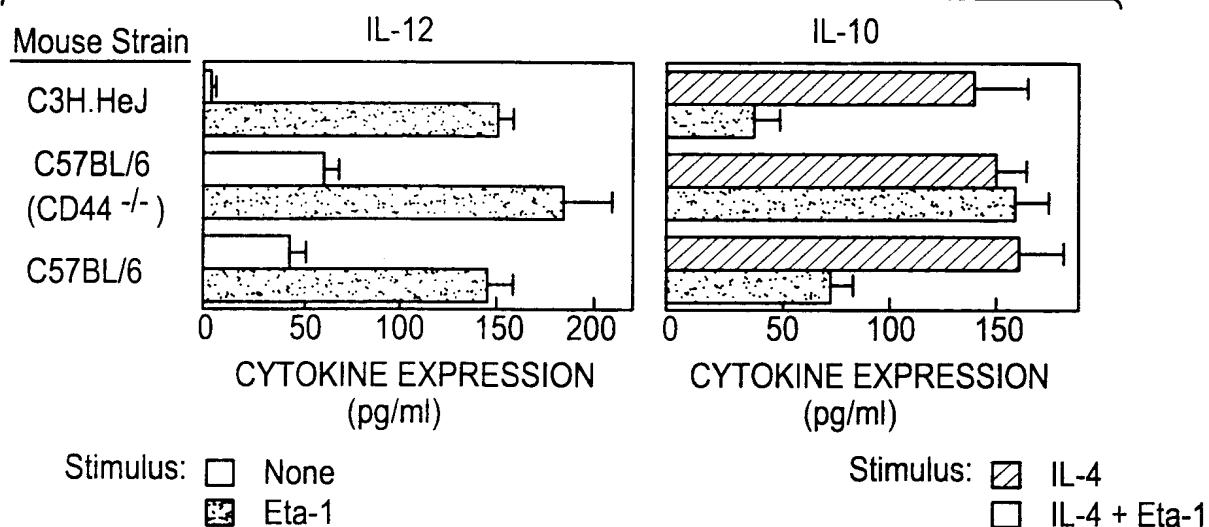 Mouse Strain
IL-12
IL-10
C3H.HeJ
C57BL/6
(CD44 -/-)
C57BL/6
0 50 100 150 200
0 50 100 150
CYTOKINE EXPRESSION
(pg/ml)
CYTOKINE EXPRESSION
(pg/ml)
Stimulus: None
Eta-1
Stimulus: IL-4
IL-4 + Eta-1